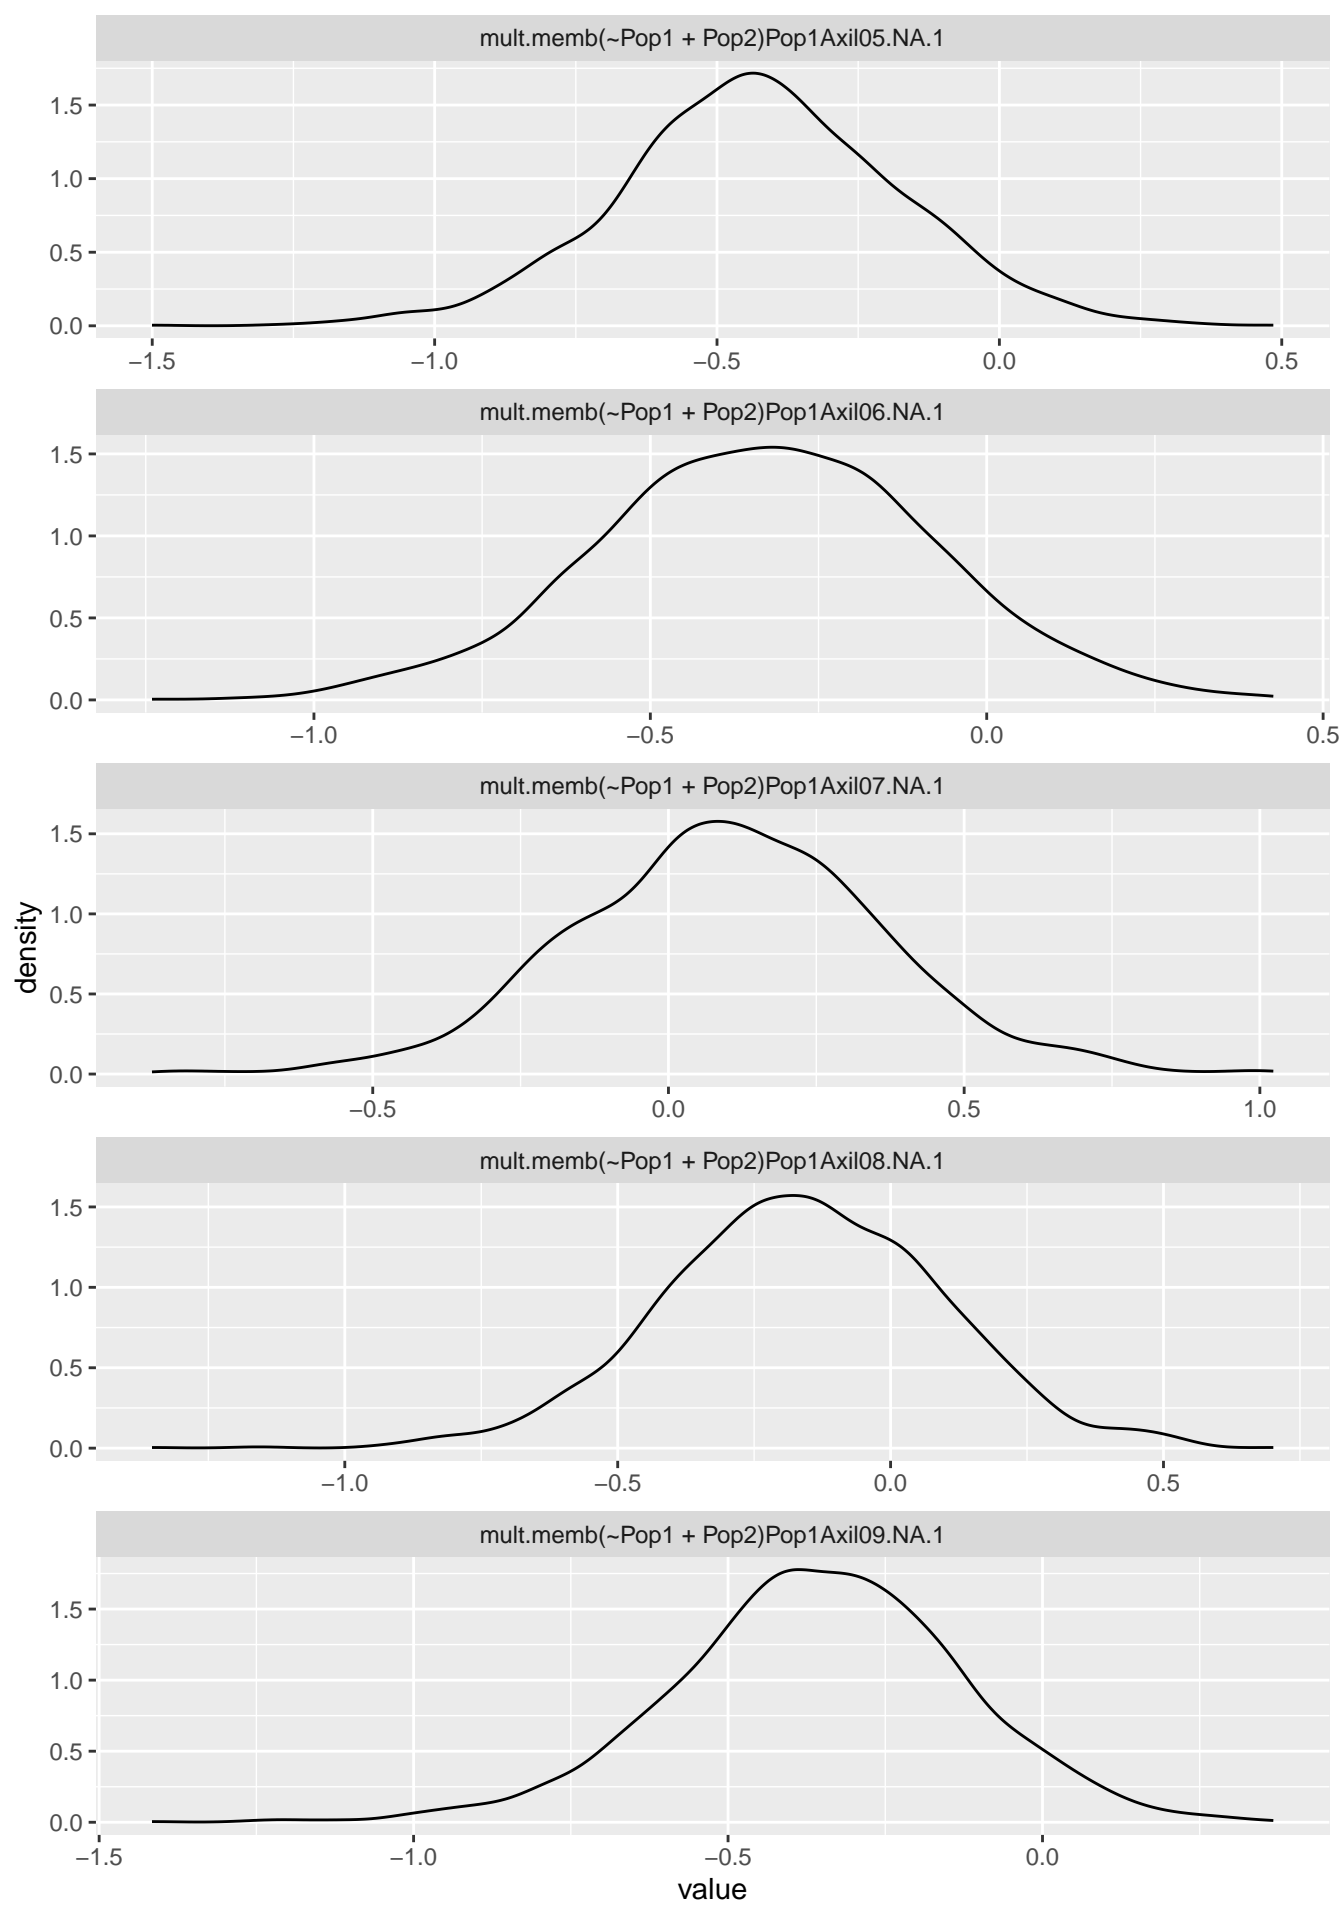 mult.memb(~Pop1 + Pop2)Pop1Axil05.NA.1
1.5
1.0
0.5
0.0
−1.5 −1.0 −0.5 0.0 0.5
mult.memb(~Pop1 + Pop2)Pop1Axil06.NA.1
1.5
1.0
0.5
0.0
−1.0 −0.5 0.0 0.5
mult.memb(~Pop1 + Pop2)Pop1Axil07.NA.1
1.5
1.0
0.5
0.0
−0.5 0.0 0.5 1.0
density
mult.memb(~Pop1 + Pop2)Pop1Axil08.NA.1
1.5
1.0
0.5
0.0
−1.0 −0.5 0.0 0.5
mult.memb(~Pop1 + Pop2)Pop1Axil09.NA.1
1.5
1.0
0.5
0.0
−1.5 −1.0 −0.5 0.0
value